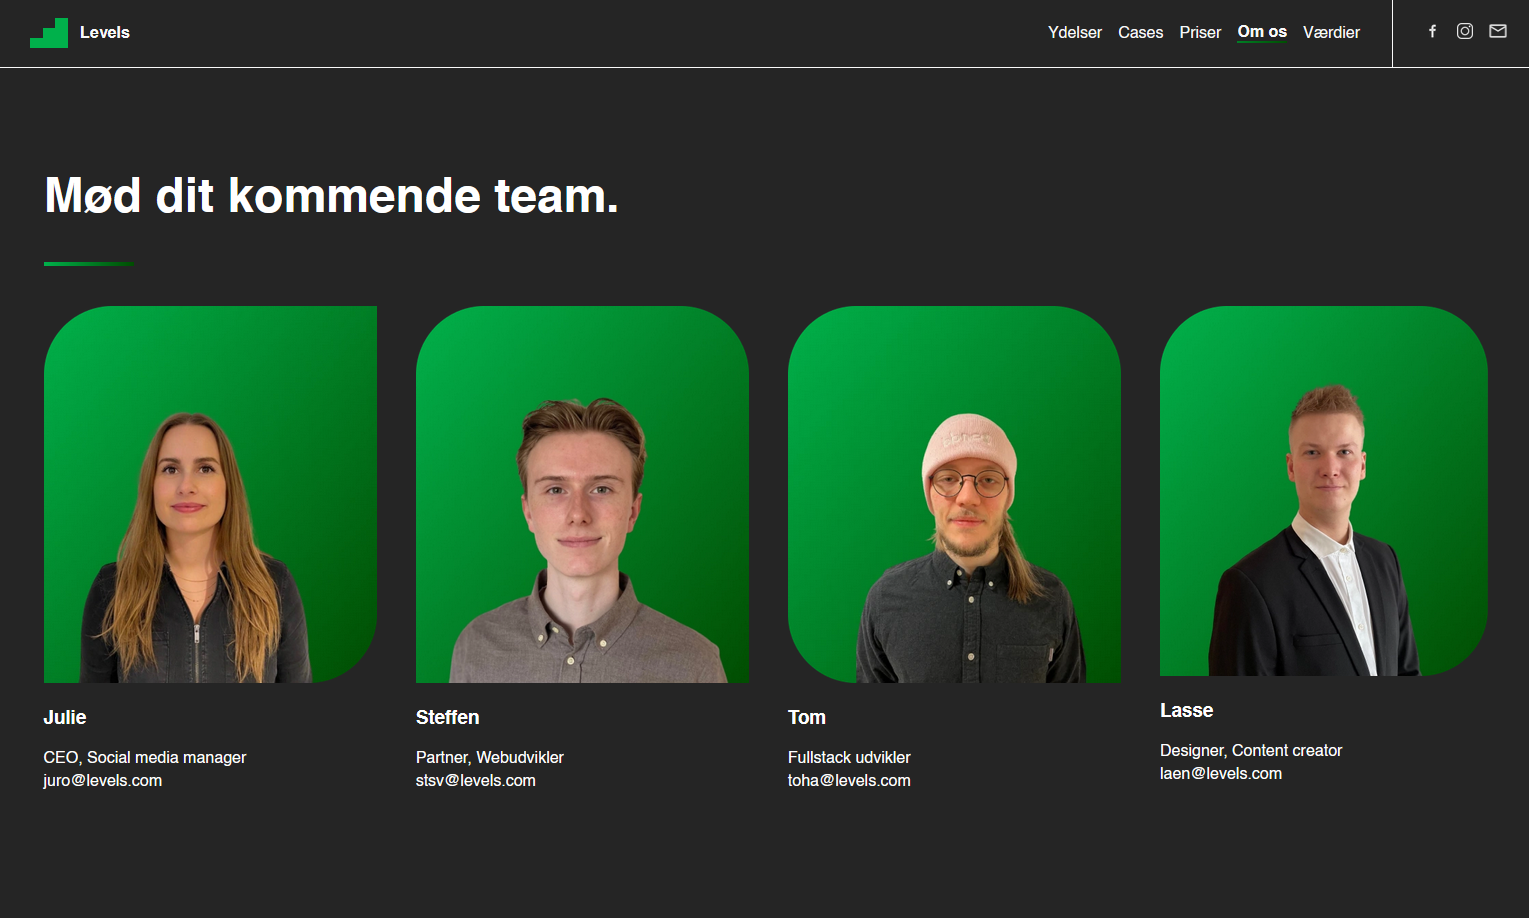 Levels
Ydelser Cases Priser Om os Værdier
Mød dit kommende team.
Julie
CEO, Social media manager
juro@levels.com
Steffen
Partner, Webudvikler
stsv@levels.com
Tom
Fullstack udvikler
toha@levels.com
Lasse
Designer, Content creator
laen@levels.com